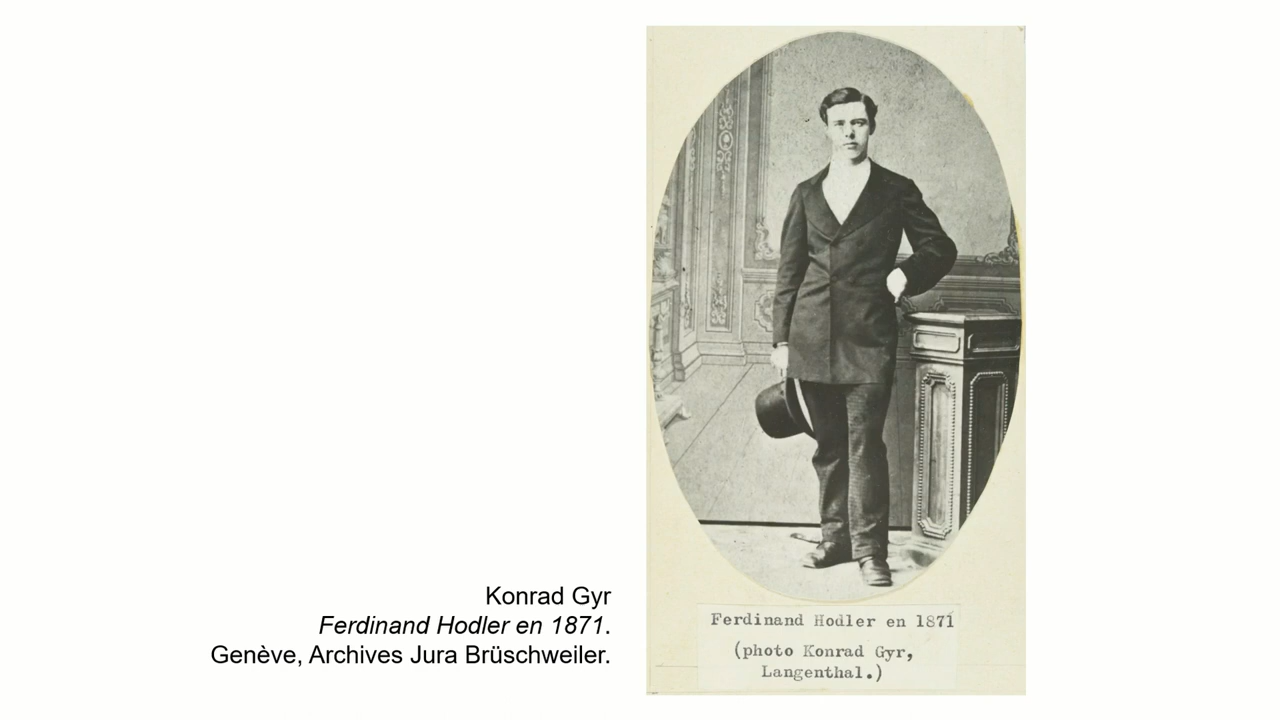 Konrad Gyr
Ferdinand Hodler en 1871.
Genève, Archives Jura Brüschweiler.
Ferdinand Hodler en 1871
(photo Konrad Gyr,
Langenthal.)